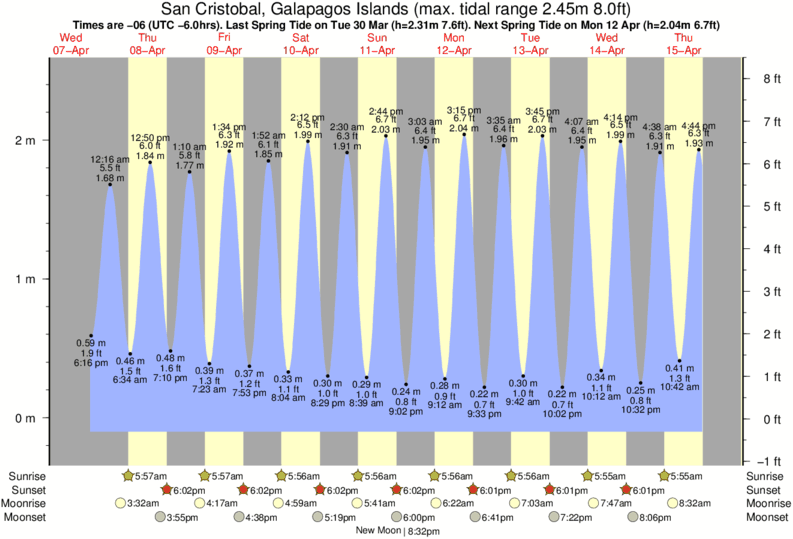 San Cristobal, Galapagos Islands (max. tidal range 2.45m 8.0ft)
Times are –06 (UTC –6.0hrs). Last Spring Tide on Tue 30 Mar (h=2.31m 7.6ft). Next Spring Tide on Mon 12 Apr (h=2.04m 6.7ft)
Wed Thu Fri Sat Sun Mon Tue Wed Thu
07–Apr 08–Apr 09–Apr 10–Apr 11–Apr 12–Apr 13–Apr 14–Apr 15–Apr
2 m
1 m
0 m
8 ft
7 ft
6 ft
5 ft
4 ft
3 ft
2 ft
1 ft
0 ft
–1 ft
0.59 m
1.9 ft
6:16 pm
12:16 am
5.5 ft
1.68 m
0.46 m
1.5 ft
6:34 am
12:50 pm
6.0 ft
1.84 m
0.48 m
1.6 ft
7:10 pm
1:10 am
5.8 ft
1.77 m
0.39 m
1.3 ft
7:23 am
1:34 pm
6.3 ft
1.92 m
0.37 m
1.2 ft
7:53 pm
1:52 am
6.1 ft
1.85 m
0.33 m
1.1 ft
8:04 am
2:12 pm
6.5 ft
1.99 m
0.30 m
1.0 ft
8:29 pm
2:30 am
6.3 ft
1.91 m
0.29 m
1.0 ft
8:39 am
2:44 pm
6.7 ft
2.03 m
0.24 m
0.8 ft
9:02 pm
3:03 am
6.4 ft
1.95 m
0.28 m
0.9 ft
9:12 am
3:15 pm
6.7 ft
2.04 m
0.22 m
0.7 ft
9:33 pm
3:35 am
6.4 ft
1.96 m
0.30 m
1.0 ft
9:42 am
3:45 pm
6.7 ft
2.03 m
0.22 m
0.7 ft
10:02 pm
4:07 am
6.4 ft
1.95 m
0.34 m
1.1 ft
10:12 am
4:14 pm
6.5 ft
1.99 m
0.25 m
0.8 ft
10:32 pm
4:38 am
6.3 ft
1.91 m
0.41 m
1.3 ft
10:42 am
4:44 pm
6.3 ft
1.93 m
Sunrise 5:57am 5:57am 5:56am 5:56am 5:56am 5:56am 5:55am 5:55am Sunrise
Sunset 6:02pm 6:02pm 6:02pm 6:02pm 6:01pm 6:01pm 6:01pm Sunset
Moonrise 3:32am 4:17am 4:59am 5:41am 6:22am 7:03am 7:47am 8:32am Moonrise
Moonset 3:55pm 4:38pm 5:19pm 6:00pm 6:41pm 7:22pm 8:06pm Moonset
New Moon | 8:32pm